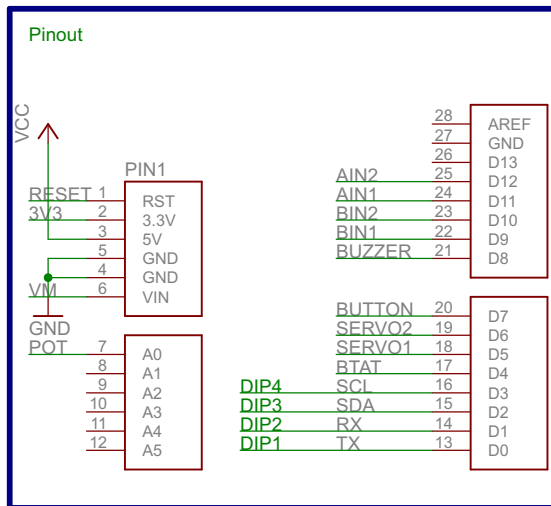 Pinout
VCC
PIN1
RESET 1 RST
3V3 2 3.3V
3 5V
5 GND
4 GND
VM 6 VIN
GND
POT 7 A0
8 A1
9 A2
10 A3
11 A4
12 A5
28 AREF
27 GND
26 D13
AIN2 25 D12
AIN1 24 D11
BIN2 23 D10
BIN1 22 D9
BUZZER 21 D8
BUTTON 20 D7
SERVO2 19 D6
SERVO1 18 D5
BTAT 17 D4
DIP4 SCL 16 D3
DIP3 SDA 15 D2
DIP2 RX 14 D1
DIP1 TX 13 D0